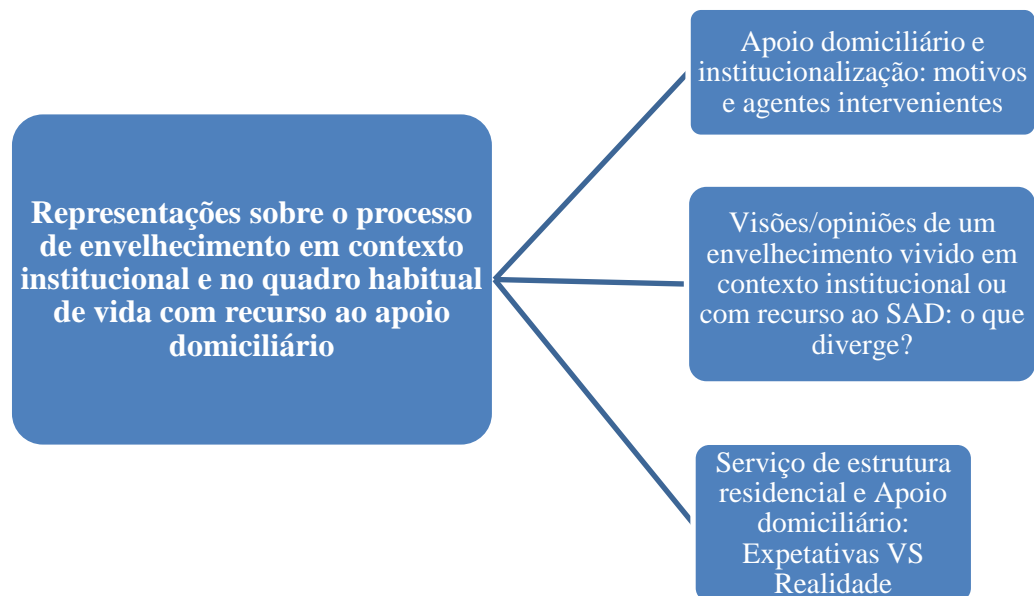 Representações sobre o processo
de envelhecimento em contexto
institucional e no quadro habitual
de vida com recurso ao apoio
domiciliário
Apoio domiciliário e
institucionalização: motivos
e agentes intervenientes
Visões/opiniões de um
envelhecimento vivido em
contexto institucional ou
com recurso ao SAD: o que
diverge?
Serviço de estrutura
residencial e Apoio
domiciliário:
Expetativas VS
Realidade